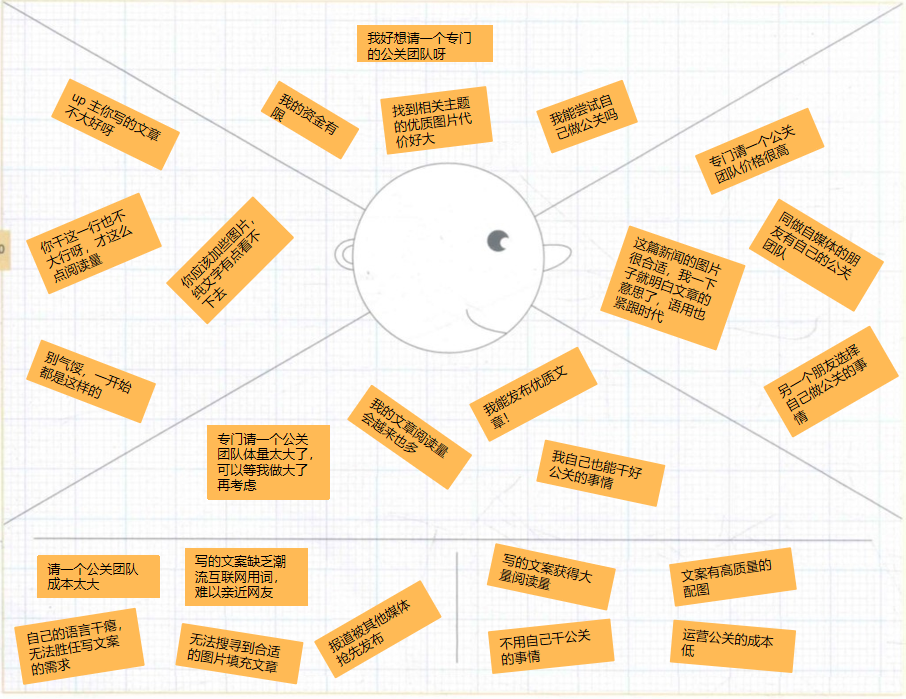 我好想请一个专门
的公关团队呀
up 主你写的文章
不大好呀
我的资金有
限
找到相关主题
的优质图片代
价好大
我能尝试自
己做公关吗
专门请一个公关
团队价格很高
你干这一行也不
大行呀，才这么
点阅读量
你应该加些图片，
纯文字有点看不
下去
这篇新闻的图片
很合适，我一下
子就明白文章的
意思了，语用也
紧跟时代
同做自媒体的朋
友有自己的公关
团队
别气馁，一开始
都是这样的
另一个朋友选择
自己做公关的事
情
专门请一个公关
团队体量太大了，
可以等我做大了
再考虑
我的文章阅读量
会越来也多
我能发布优质文
章！
我自己也能干好
公关的事情
请一个公关团队
成本太大
写的文案缺乏潮
流互联网用词，
难以亲近网友
自己的语言干瘪，
无法胜任写文案
的需求
无法搜寻到合适
的图片填充文章
报道被其他媒体
抢先发布
写的文案获得大
量阅读量
文案有高质量的
配图
不用自己干公关
的事情
运营公关的成本
低